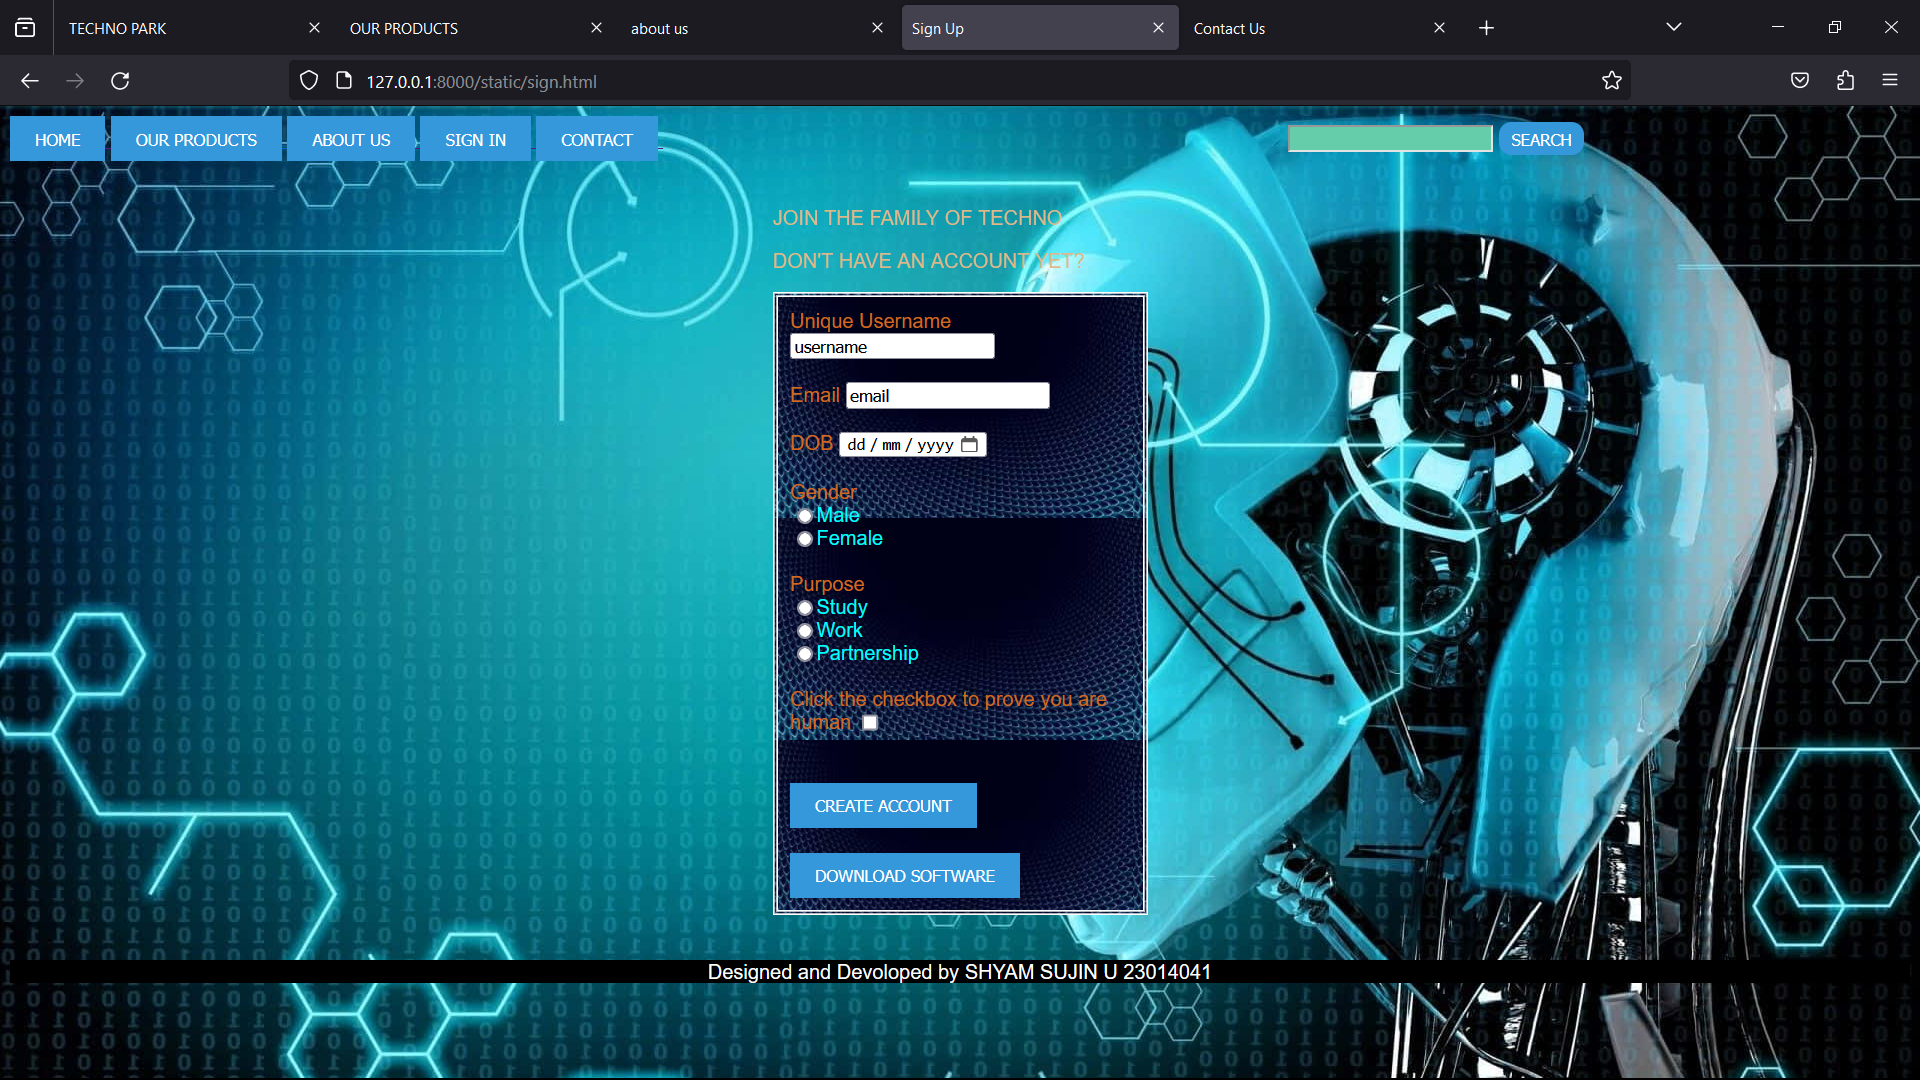 TECHNO PARK
OUR PRODUCTS
about us
Sign Up
Contact Us
127.0.0.1:8000/static/sign.html
HOME
OUR PRODUCTS
ABOUT US
SIGN IN
CONTACT
SEARCH
JOIN THE FAMILY OF TECHNO
DON'T HAVE AN ACCOUNT YET?
Unique Username
username
Email email
DOB dd / mm / yyyy
Gender
Male
Female
Purpose
Study
Work
Partnership
Click the checkbox to prove you are
human
CREATE ACCOUNT
DOWNLOAD SOFTWARE
Designed and Devoloped by SHYAM SUJIN U 23014041